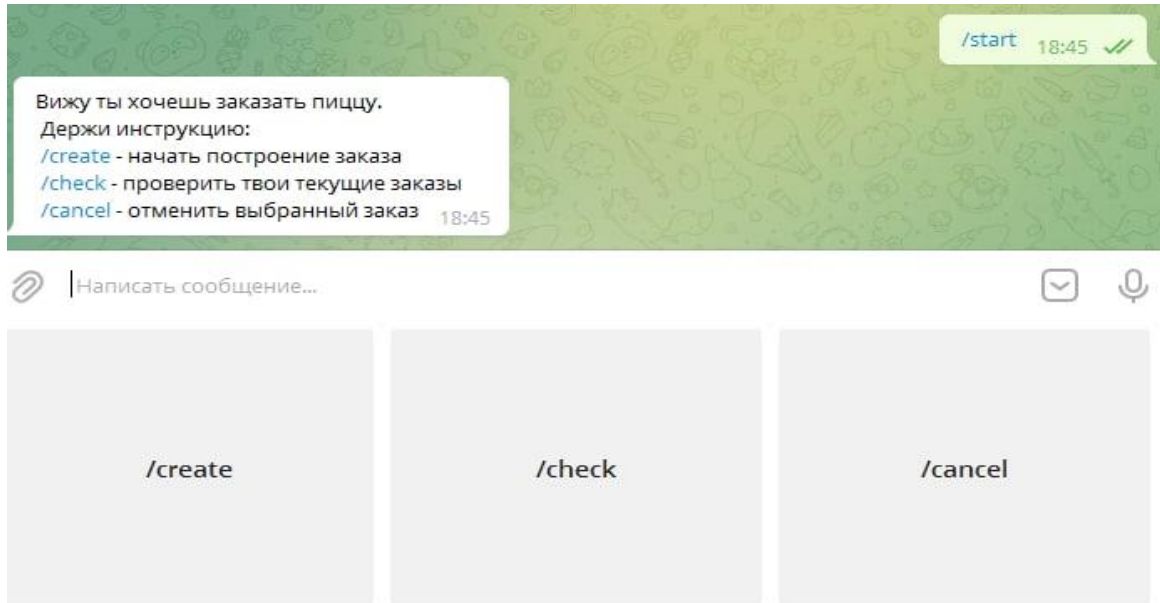 /start 18:45
Вижу ты хочешь заказать пиццу.
Держи инструкцию:
/create - начать построение заказа
/check - проверить твои текущие заказы
/cancel - отменить выбранный заказ 18:45
Написать сообщение...
/create /check /cancel